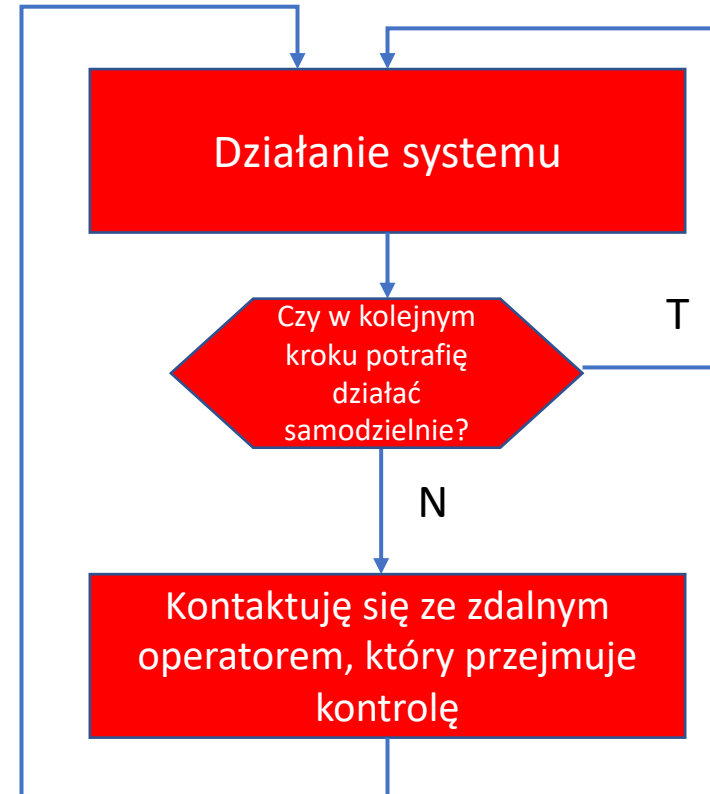 Działanie systemu
Czy w kolejnym
kroku potrafię
działać
samodzielnie?
T
N
Kontaktuję się ze zdalnym
operatorem, który przejmuje
kontrolę